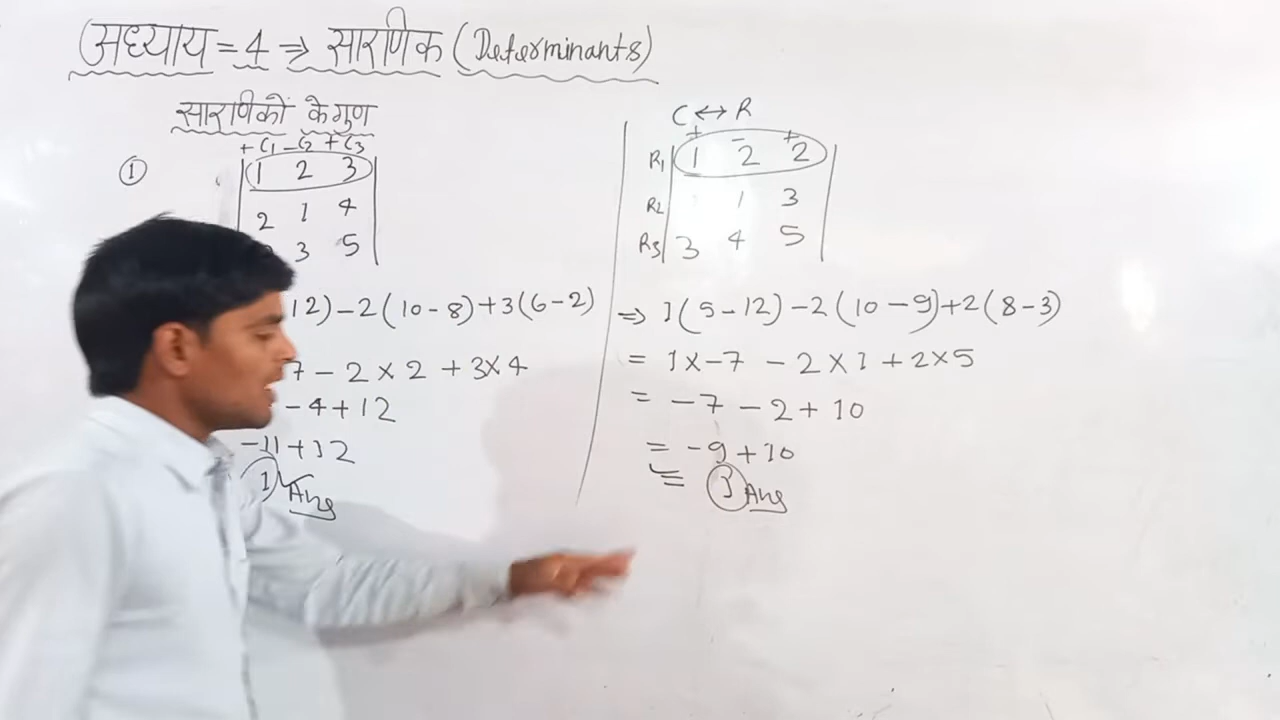 (अध्याय = 4 ⇒ सारणिक (Determinants)
सारणिकों के गुण
+ C1 - C2 + C3
①
1 2 3
2 1 4
3 5
12) - 2 (10 - 8) + 3 (6 - 2)
7 - 2 × 2 + 3 × 4
- 4 + 12
-11 + 12
1 Ans
C ↔ R
+ - +
R1 1 2 2
R2 1 3
R3 3 4 5
⇒ 1 (5 - 12) - 2 (10 - 9) + 2 (8 - 3)
= 1 × -7 - 2 × 1 + 2 × 5
= -7 - 2 + 10
= -9 + 10
= 1 Ans